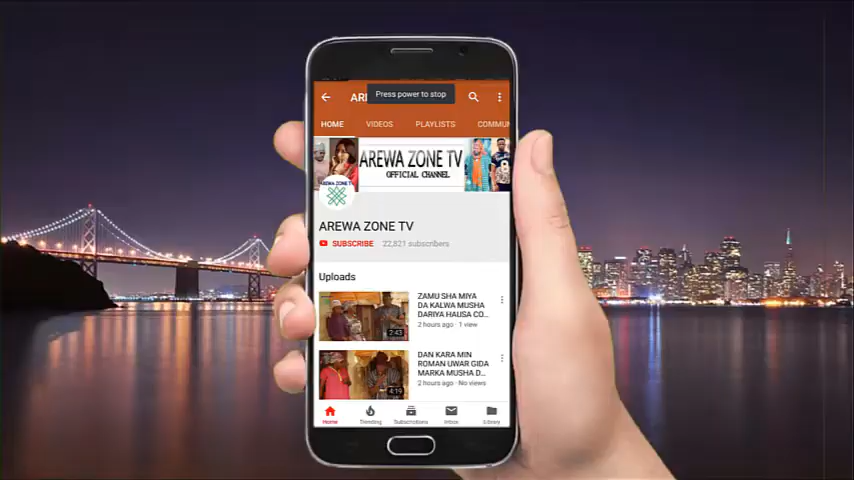 Press power to stop
HOME VIDEOS PLAYLISTS COMMUN
AREWA ZONE TV
OFFICIAL CHANNEL
AREWA ZONE TV
AREWA ZONE TV
SUBSCRIBE 22,821 subscribers
Uploads
ZAMU SHA MIYA
DA KALWA MUSHA
DARIYA HAUSA CO...
2 hours ago · 1 view
2:43
DAN KARA MIN
ROMAN UWAR GIDA
MARKA MUSHA D...
2 hours ago · No views
4:19
Home Trending Subscriptions Inbox Library